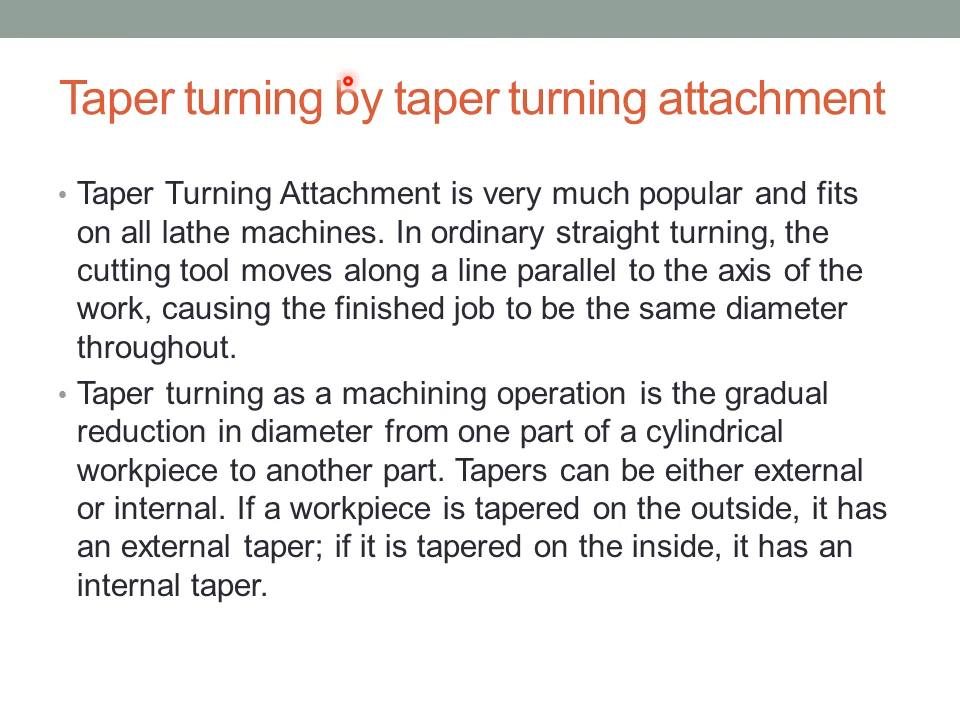 Taper turning by taper turning attachment
• Taper Turning Attachment is very much popular and fits
on all lathe machines. In ordinary straight turning, the
cutting tool moves along a line parallel to the axis of the
work, causing the finished job to be the same diameter
throughout.
• Taper turning as a machining operation is the gradual
reduction in diameter from one part of a cylindrical
workpiece to another part. Tapers can be either external
or internal. If a workpiece is tapered on the outside, it has
an external taper; if it is tapered on the inside, it has an
internal taper.